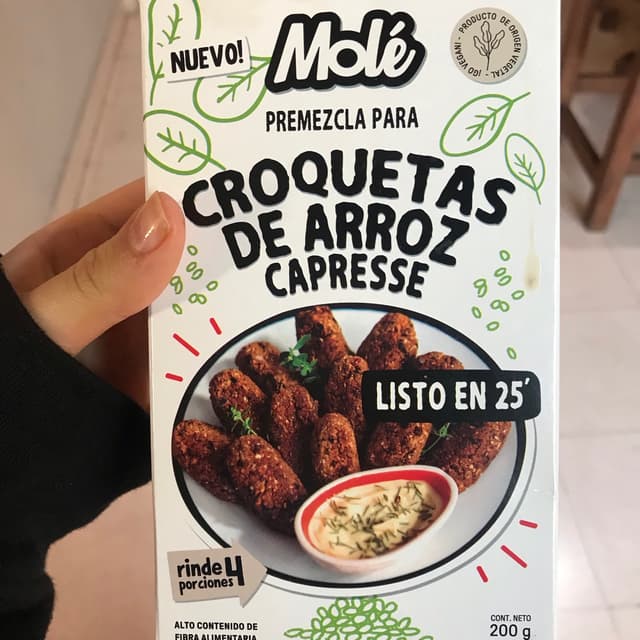 NUEVO!
Molé
PRODUCTO DE ORIGEN VEGETAL · ¡GO VEGAN! ·
PREMEZCLA PARA
CROQUETAS
DE ARROZ
CAPRESSE
LISTO EN 25'
rinde 4
porciones
ALTO CONTENIDO DE
FIBRA ALIMENTARIA
CONT. NETO
200 g